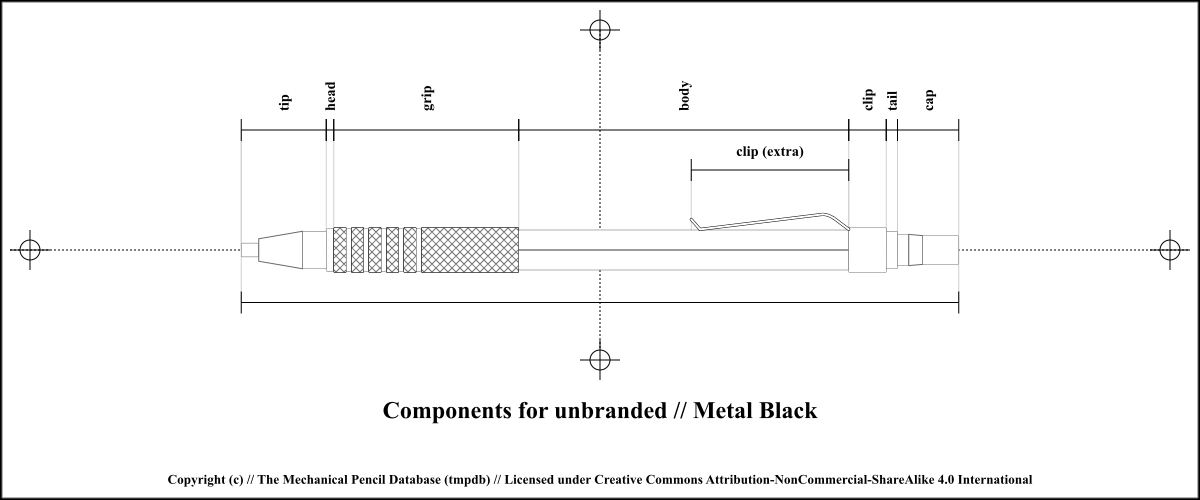 tip
head
grip
body
clip
tail
cap
clip (extra)
Components for unbranded // Metal Black
Copyright (c) // The Mechanical Pencil Database (tmpdb) // Licensed under Creative Commons Attribution-NonCommercial-ShareAlike 4.0 International